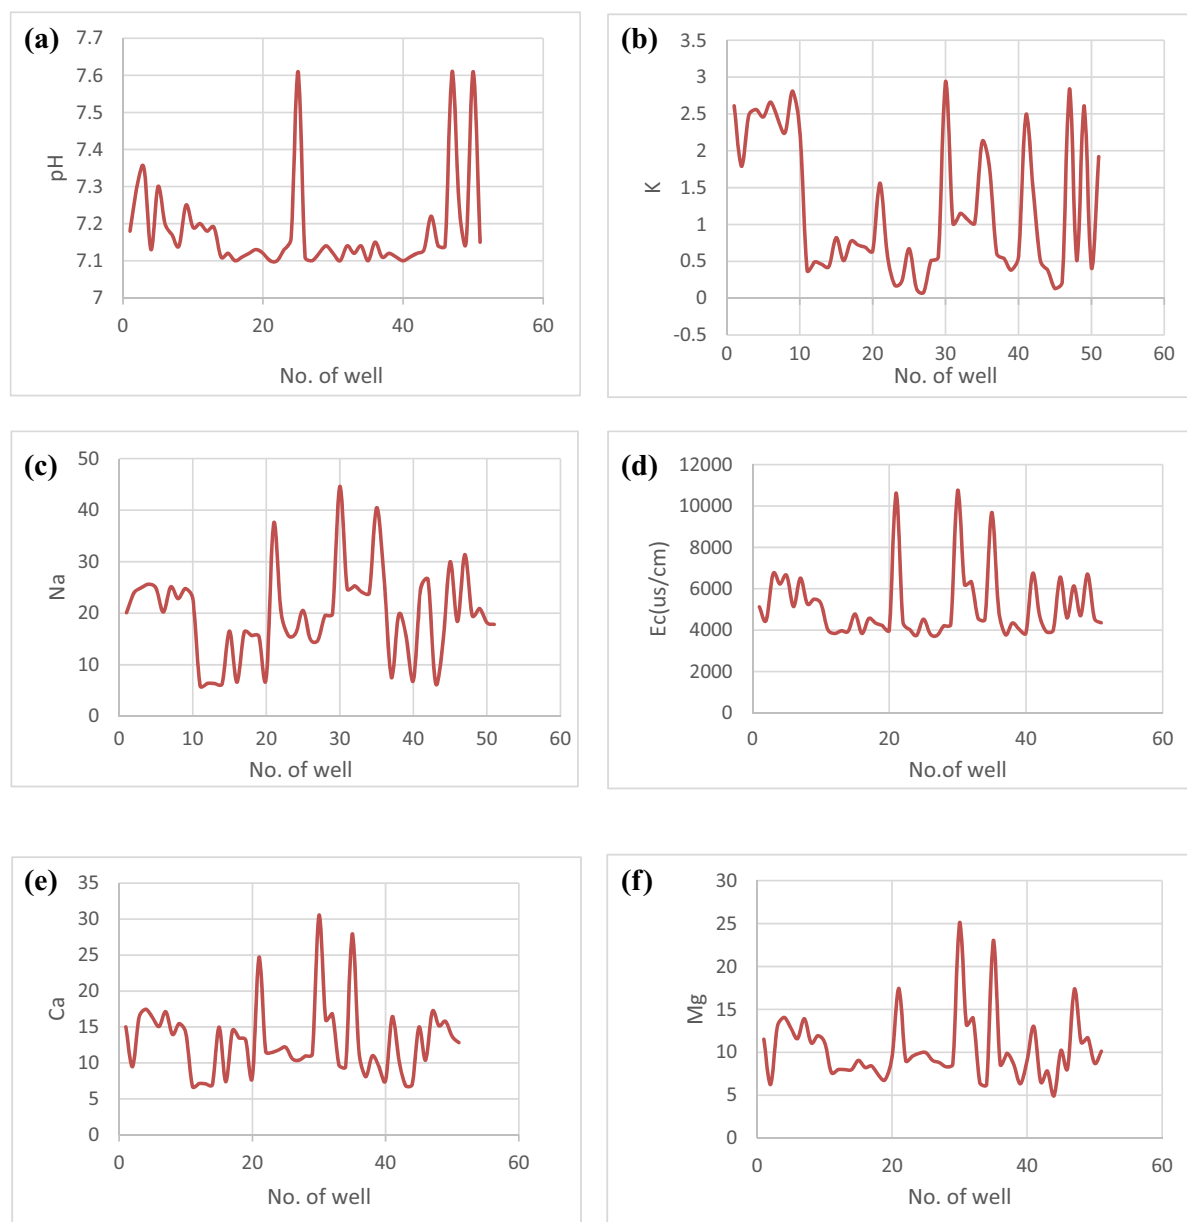 (a)
7.7
7.6
7.5
7.4
7.3
7.2
7.1
7
pH
0 20 40 60
No. of well
(b)
3.5
3
2.5
2
1.5
1
0.5
0
-0.5
K
0 10 20 30 40 50 60
No. of well
(c)
50
40
30
20
10
0
Na
0 10 20 30 40 50 60
No. of well
(d)
12000
10000
8000
6000
4000
2000
0
Ec(us/cm)
0 20 40 60
No.of well
(e)
35
30
25
20
15
10
5
0
Ca
0 20 40 60
No. of well
(f)
30
25
20
15
10
5
0
Mg
0 20 40 60
No. of well